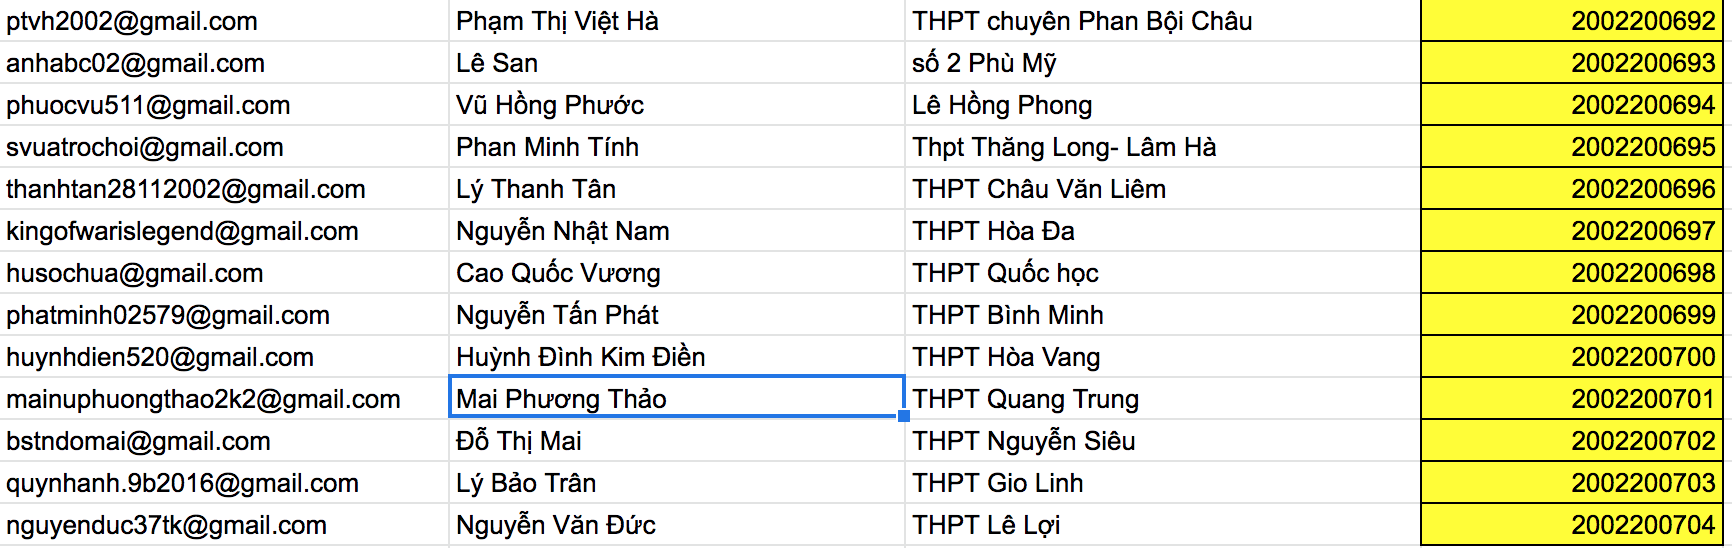 ptvh2002@gmail.com Phạm Thị Việt Hà THPT chuyên Phan Bội Châu 2002200692
anhabc02@gmail.com Lê San số 2 Phù Mỹ 2002200693
phuocvu511@gmail.com Vũ Hồng Phước Lê Hồng Phong 2002200694
svuatrochoi@gmail.com Phan Minh Tính Thpt Thăng Long- Lâm Hà 2002200695
thanhtan28112002@gmail.com Lý Thanh Tân THPT Châu Văn Liêm 2002200696
kingofwarislegend@gmail.com Nguyễn Nhật Nam THPT Hòa Đa 2002200697
husochua@gmail.com Cao Quốc Vương THPT Quốc học 2002200698
phatminh02579@gmail.com Nguyễn Tấn Phát THPT Bình Minh 2002200699
huynhdien520@gmail.com Huỳnh Đình Kim Điền THPT Hòa Vang 2002200700
mainuphuongthao2k2@gmail.com Mai Phương Thảo THPT Quang Trung 2002200701
bstndomai@gmail.com Đỗ Thị Mai THPT Nguyễn Siêu 2002200702
quynhanh.9b2016@gmail.com Lý Bảo Trân THPT Gio Linh 2002200703
nguyenduc37tk@gmail.com Nguyễn Văn Đức THPT Lê Lợi 2002200704